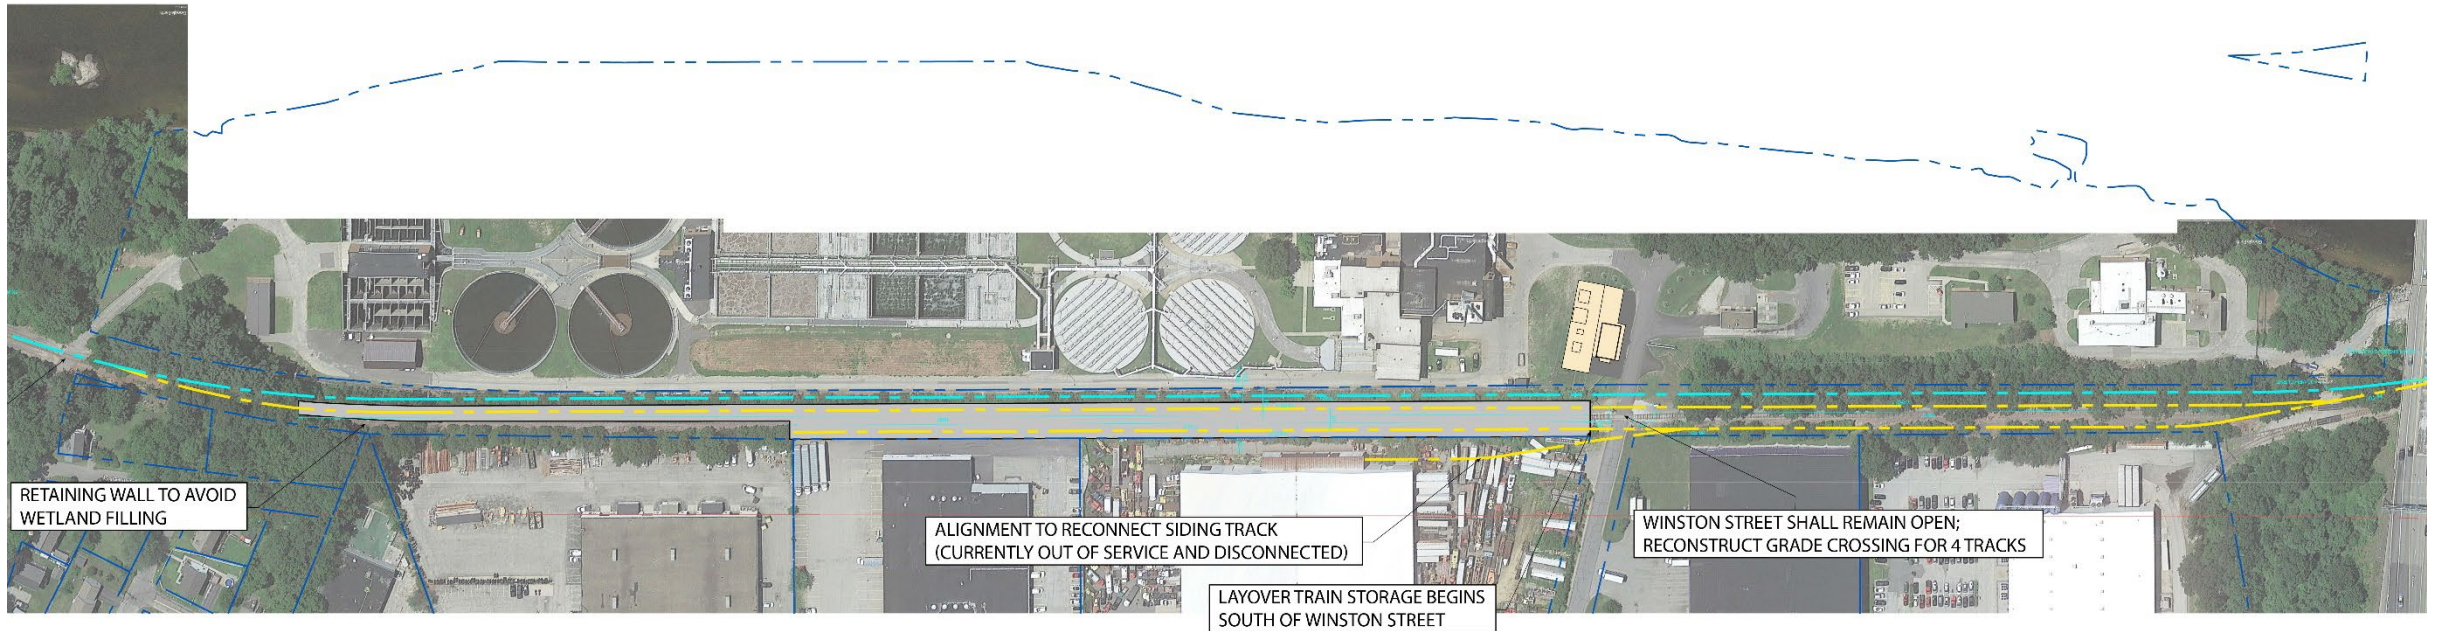 RETAINING WALL TO AVOID
WETLAND FILLING
ALIGNMENT TO RECONNECT SIDING TRACK
(CURRENTLY OUT OF SERVICE AND DISCONNECTED)
WINSTON STREET SHALL REMAIN OPEN;
RECONSTRUCT GRADE CROSSING FOR 4 TRACKS
LAYOVER TRAIN STORAGE BEGINS
SOUTH OF WINSTON STREET